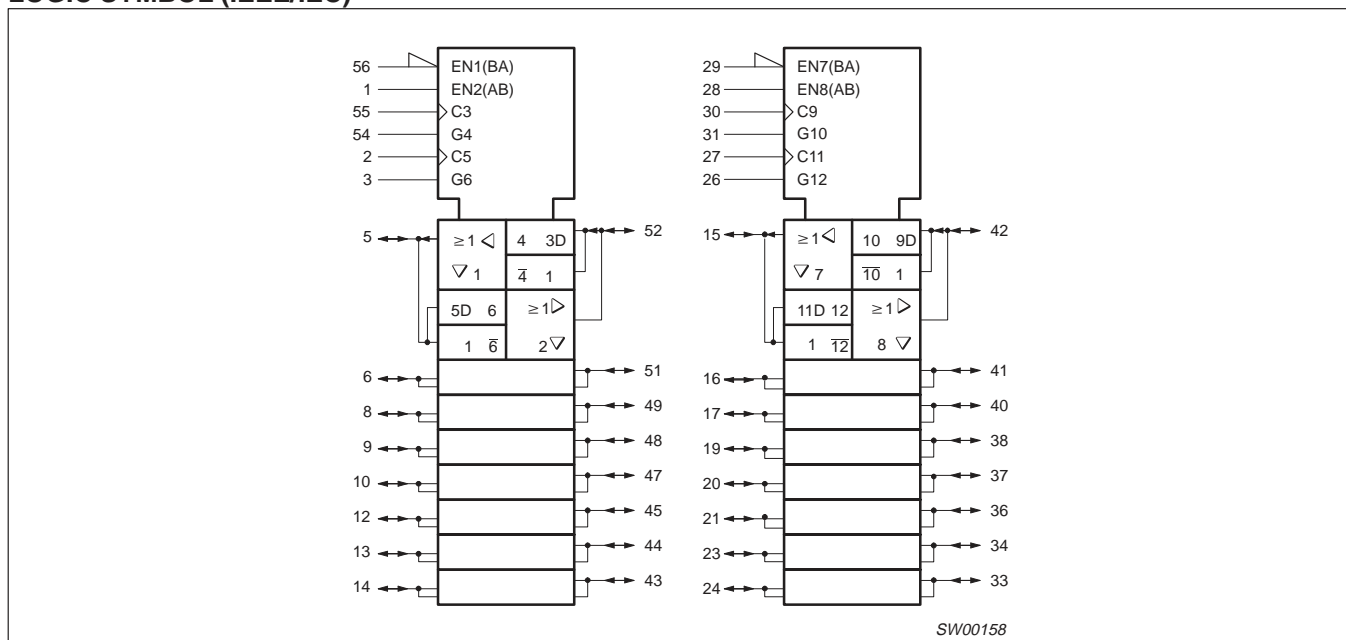 56 EN1(BA)
1 EN2(AB)
55 C3
54 G4
2 C5
3 G6
5 ≥1 4 3D 52
1 4̅ 1
5D 6 ≥1
1 6̅ 2
6 51
8 49
9 48
10 47
12 45
13 44
14 43
29 EN7(BA)
28 EN8(AB)
30 C9
31 G10
27 C11
26 G12
15 ≥1 10 9D 42
7 1̅0̅ 1
11D 12 ≥1
1 1̅2̅ 8
16 41
17 40
19 38
20 37
21 36
23 34
24 33
SW00158